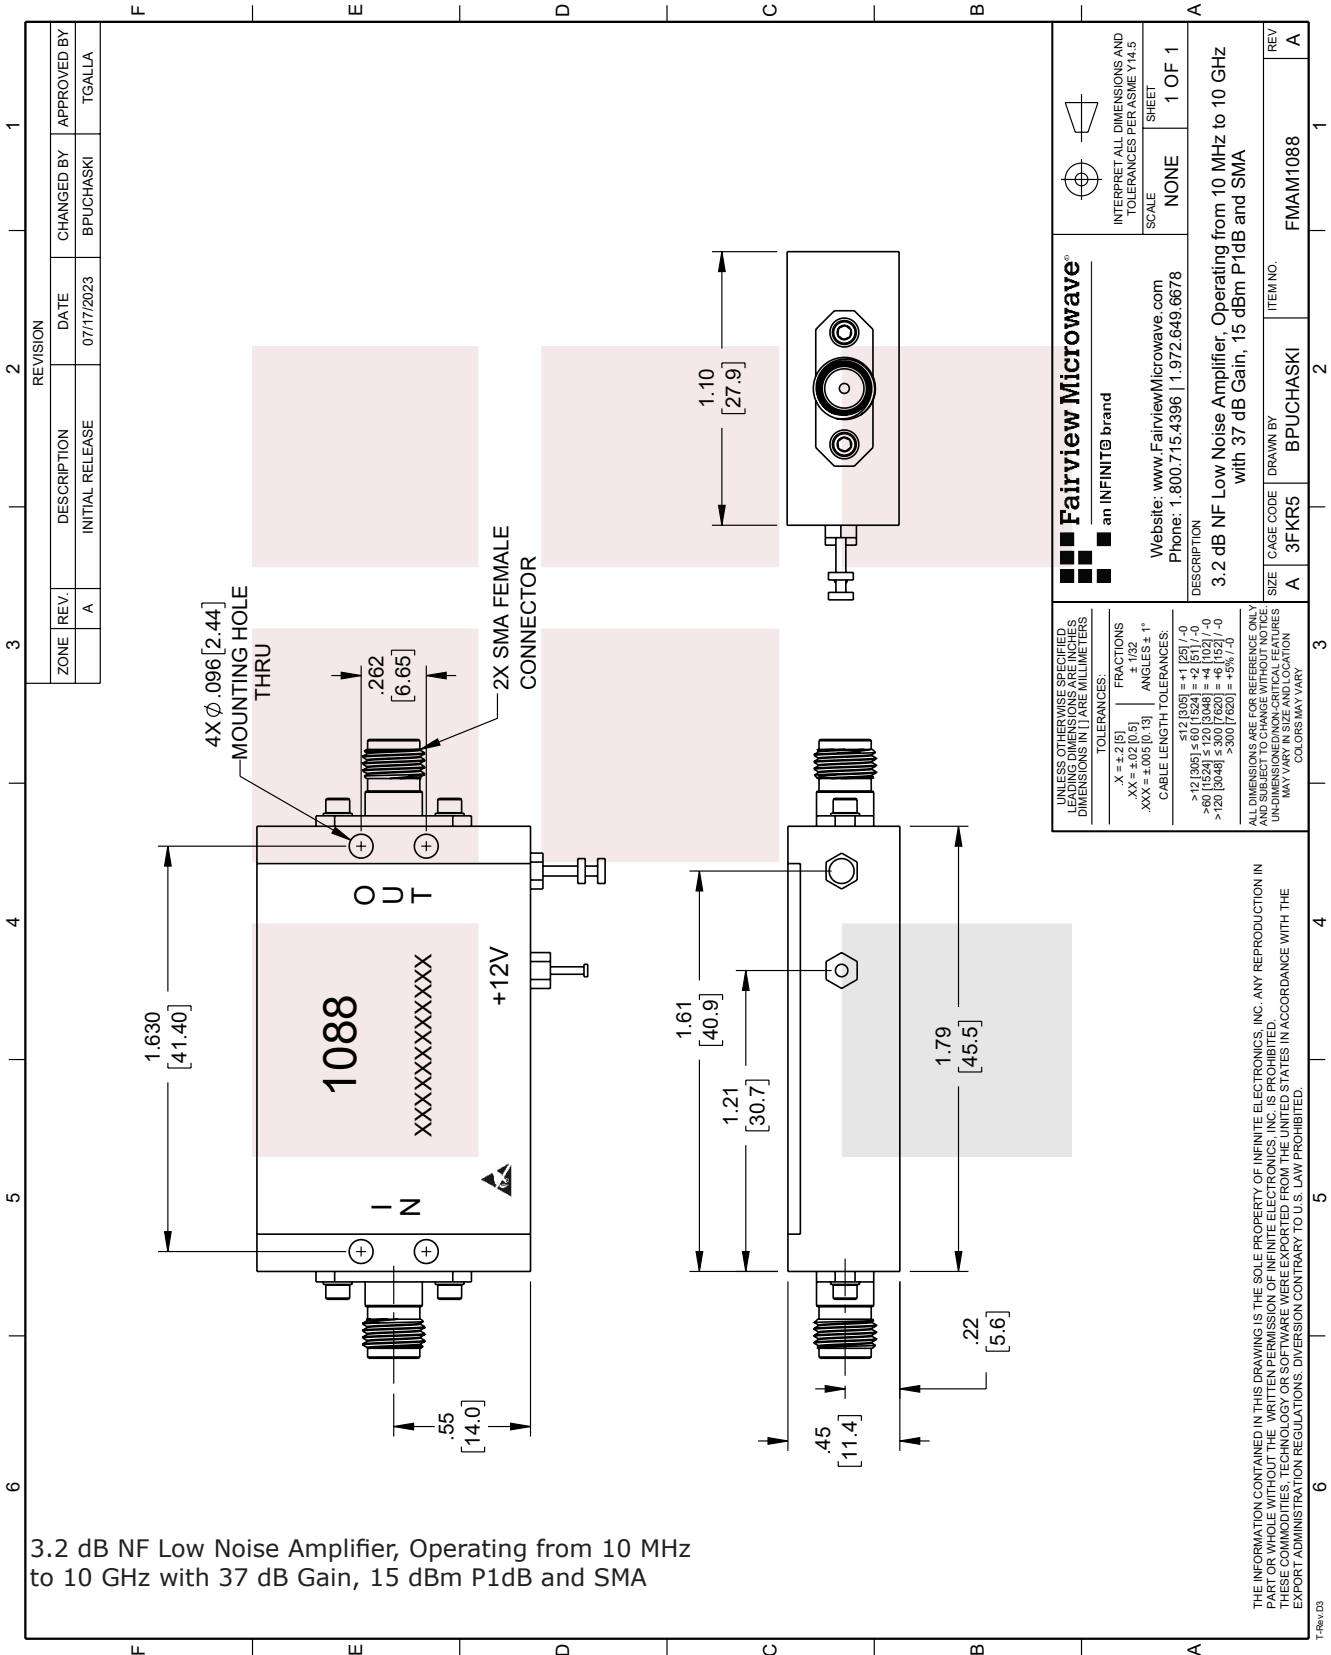 REVISION
ZONE REV. DESCRIPTION DATE CHANGED BY APPROVED BY
A INITIAL RELEASE 07/17/2023 BPUCHASKI TGALLA
6 5 4 3 2 1
F
E
D
C
B
A
1.630
[41.40]
4X Ø.096[2.44]
MOUNTING HOLE
THRU
.262
[6.65]
2X SMA FEMALE
CONNECTOR
IN
OUT
1088
XXXXXXXXXXX
+12V
.55
[14.0]
1.61
[40.9]
1.21
[30.7]
1.79
[45.5]
.45
[11.4]
.22
[5.6]
1.10
[27.9]
UNLESS OTHERWISE SPECIFIED
LEADING DIMENSIONS ARE INCHES
DIMENSIONS IN [ ] ARE MILLIMETERS
TOLERANCES:
.X = ±.2 [5] FRACTIONS
.XX = ±.02 [0.5] ± 1/32
.XXX = ±.005 [0.13] ANGLES ± 1°
CABLE LENGTH TOLERANCES:
≤12 [305] = +1 [25] / -0
>12 [305] ≤ 60 [1524] = +2 [51] / -0
>60 [1524] ≤ 120 [3048] = +4 [102] / -0
>120 [3048] ≤ 300 [7620] = +6 [152] / -0
>300 [7620] = +5% / -0
ALL DIMENSIONS ARE FOR REFERENCE ONLY
AND SUBJECT TO CHANGE WITHOUT NOTICE.
UN-DIMENSIONED/NON-CRITICAL FEATURES
MAY VARY IN SIZE AND LOCATION
COLORS MAY VARY
Fairview Microwave®
an INFINIT@ brand
Website: www.FairviewMicrowave.com
Phone: 1.800.715.4396 | 1.972.649.6678
INTERPRET ALL DIMENSIONS AND
TOLERANCES PER ASME Y14.5
SCALE NONE
SHEET 1 OF 1
DESCRIPTION
3.2 dB NF Low Noise Amplifier, Operating from 10 MHz to 10 GHz
with 37 dB Gain, 15 dBm P1dB and SMA
SIZE CAGE CODE DRAWN BY ITEM NO. REV
A 3FKR5 BPUCHASKI FMAM1088 A
THE INFORMATION CONTAINED IN THIS DRAWING IS THE SOLE PROPERTY OF INFINITE ELECTRONICS, INC. ANY REPRODUCTION IN
PART OR WHOLE WITHOUT THE WRITTEN PERMISSION OF INFINITE ELECTRONICS, INC. IS PROHIBITED.
THESE COMMODITIES, TECHNOLOGY OR SOFTWARE WERE EXPORTED FROM THE UNITED STATES IN ACCORDANCE WITH THE
EXPORT ADMINISTRATION REGULATIONS. DIVERSION CONTRARY TO U.S. LAW PROHIBITED.
6 5 4 3 2 1
F
E
D
C
B
A
T-Rev.D3
3.2 dB NF Low Noise Amplifier, Operating from 10 MHz
to 10 GHz with 37 dB Gain, 15 dBm P1dB and SMA